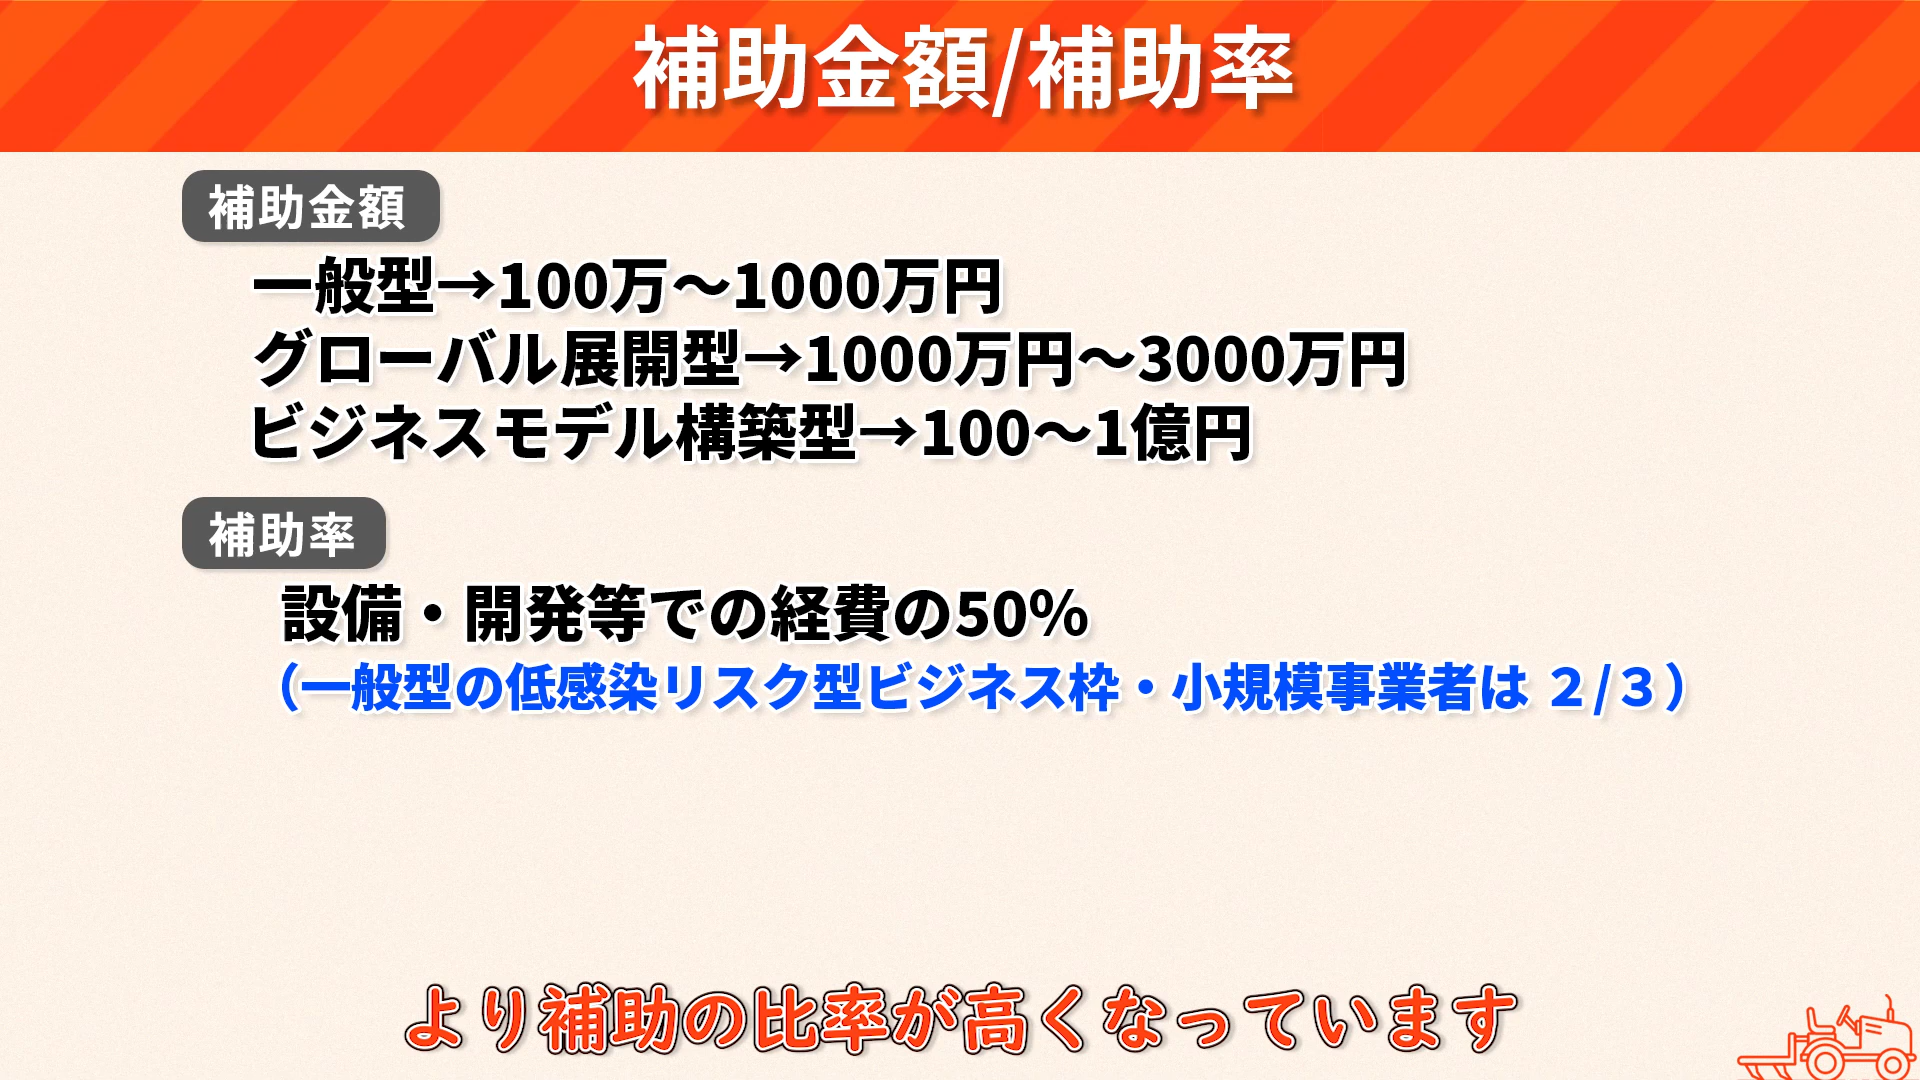 補助金額/補助率
補助金額
一般型→100万～1000万円
グローバル展開型→1000万円～3000万円
ビジネスモデル構築型→100～1億円
補助率
設備・開発等での経費の50%
（一般型の低感染リスク型ビジネス枠・小規模事業者は ２/３）
より補助の比率が高くなっています